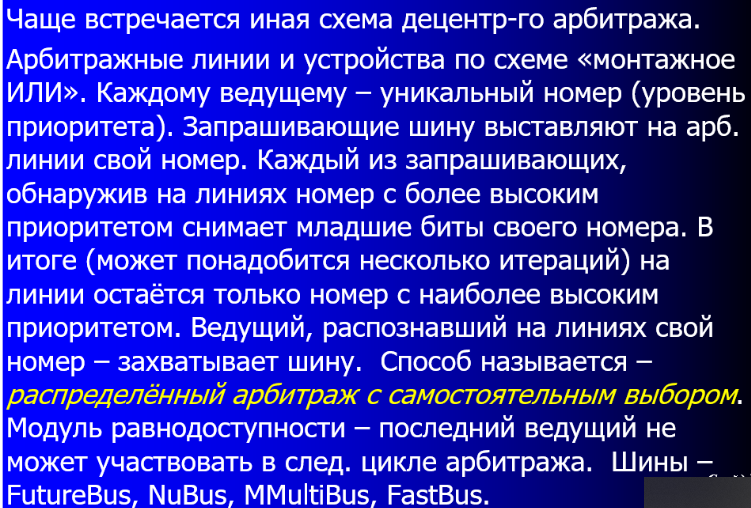 Чаще встречается иная схема децентр-го арбитража.
Арбитражные линии и устройства по схеме «монтажное
ИЛИ». Каждому ведущему – уникальный номер (уровень
приоритета). Запрашивающие шину выставляют на арб.
линии свой номер. Каждый из запрашивающих,
обнаружив на линиях номер с более высоким
приоритетом снимает младшие биты своего номера. В
итоге (может понадобится несколько итераций) на
линии остаётся только номер с наиболее высоким
приоритетом. Ведущий, распознавший на линиях свой
номер – захватывает шину. Способ называется –
распределённый арбитраж с самостоятельным выбором.
Модуль равнодоступности – последний ведущий не
может участвовать в след. цикле арбитража. Шины –
FutureBus, NuBus, MMultiBus, FastBus.